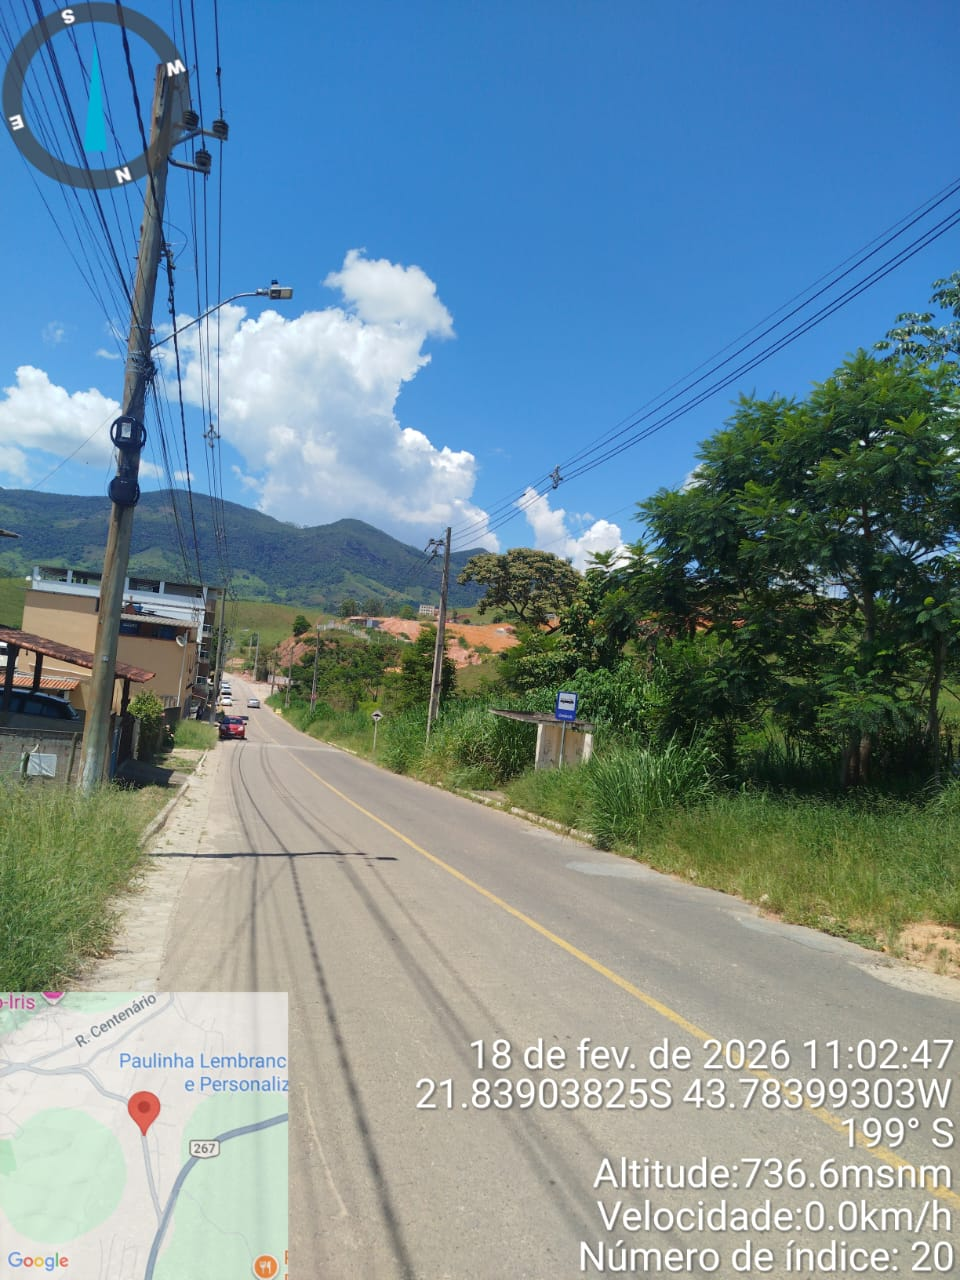 S
W
E
N
o-Iris
R. Centenário
Paulinha Lembranc
e Personaliz
267
Google
18 de fev. de 2026 11:02:47
21.83903825S 43.78399303W
199° S
Altitude:736.6msnm
Velocidade:0.0km/h
Número de índice: 20